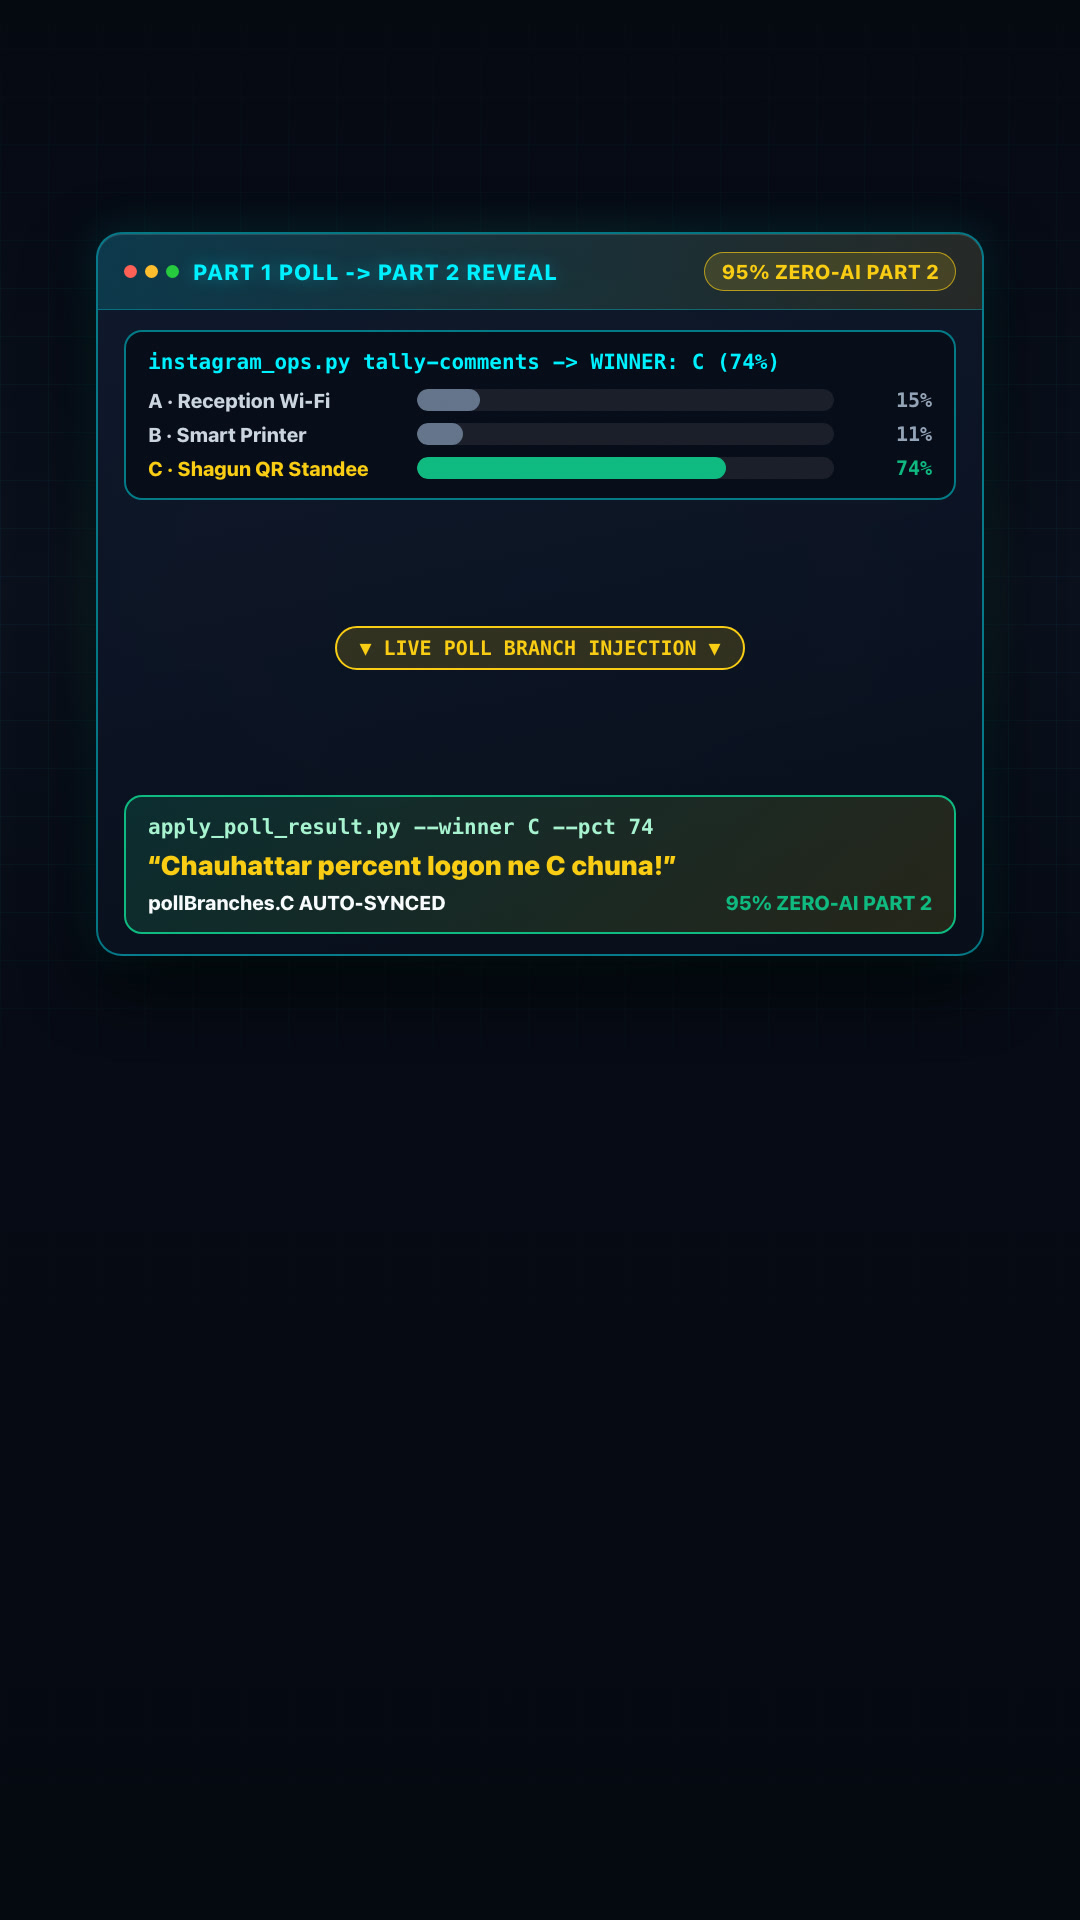 PART 1 POLL -> PART 2 REVEAL
95% ZERO-AI PART 2
instagram_ops.py tally-comments -> WINNER: C (74%)
A · Reception Wi-Fi 15%
B · Smart Printer 11%
C · Shagun QR Standee 74%
▼ LIVE POLL BRANCH INJECTION ▼
apply_poll_result.py --winner C --pct 74
“Chauhattar percent logon ne C chuna!”
pollBranches.C AUTO-SYNCED 95% ZERO-AI PART 2